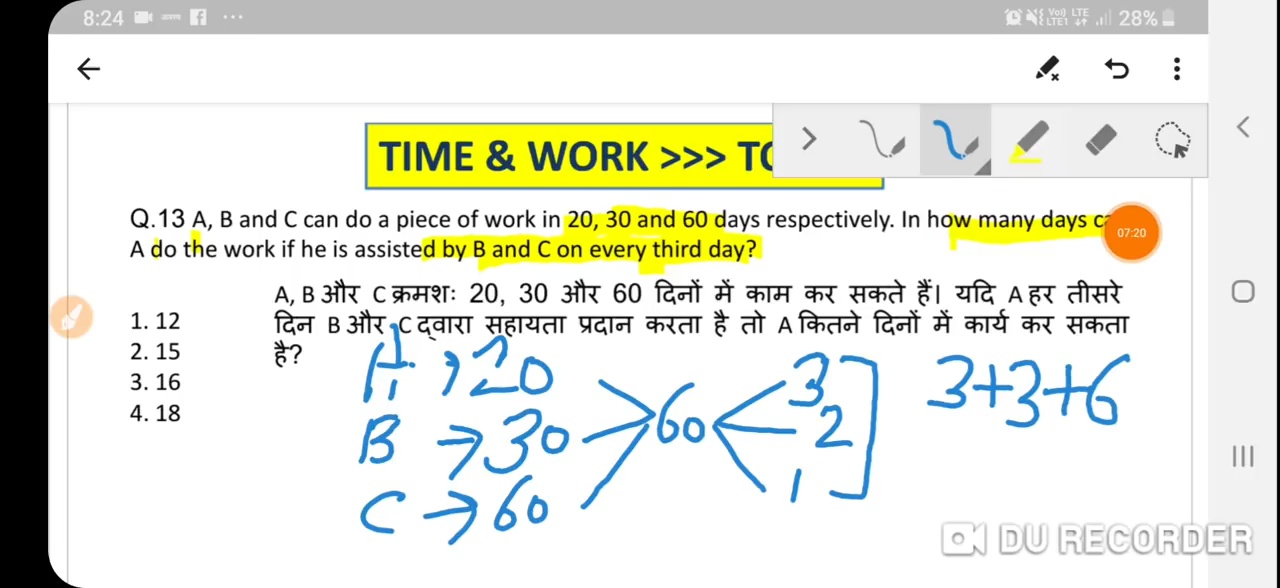 8:24
Vo) LTE
LTE1
28%
TIME & WORK >>> TO
Q.13 A, B and C can do a piece of work in 20, 30 and 60 days respectively. In how many days c
07:20
A do the work if he is assisted by B and C on every third day?
A, B और C क्रमशः 20, 30 और 60 दिनों में काम कर सकते हैं। यदि A हर तीसरे
1. 12
दिन B और C द्वारा सहायता प्रदान करता है तो A कितने दिनों में कार्य कर सकता
2. 15
है?
3. 16
4. 18
A → 20
3
3+3+6
B → 30
60
2
C → 60
1
DU RECORDER